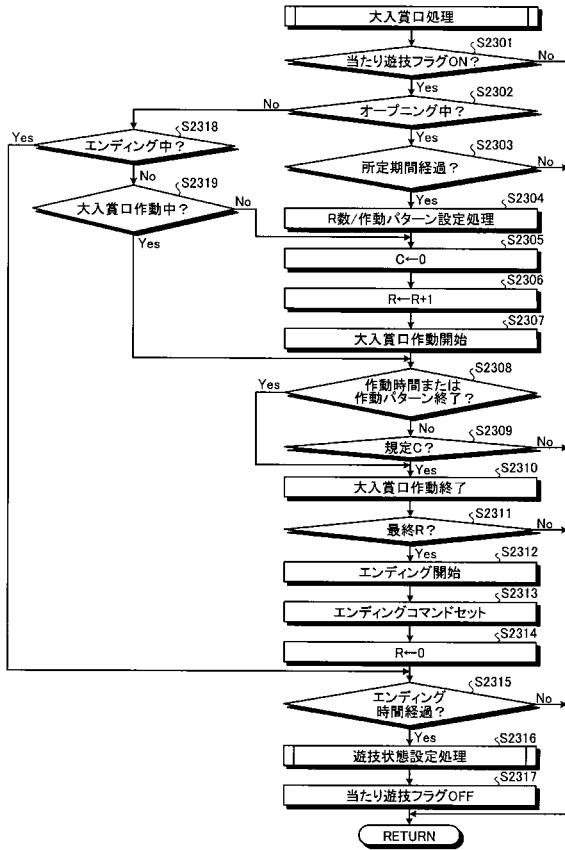 大入賞口処理
S2301
当たり遊技フラグON?
No
Yes
S2302
オープニング中?
No
Yes
S2318
エンディング中?
Yes
No
S2303
所定期間経過?
No
Yes
S2319
大入賞口作動中?
No
Yes
S2304
R数/作動パターン設定処理
S2305
C←0
S2306
R←R+1
S2307
大入賞口作動開始
S2308
作動時間または
作動パターン終了?
Yes
No
S2309
規定C?
No
Yes
S2310
大入賞口作動終了
S2311
最終R?
No
Yes
S2312
エンディング開始
S2313
エンディングコマンドセット
S2314
R←0
S2315
エンディング
時間経過?
No
Yes
S2316
遊技状態設定処理
S2317
当たり遊技フラグOFF
RETURN